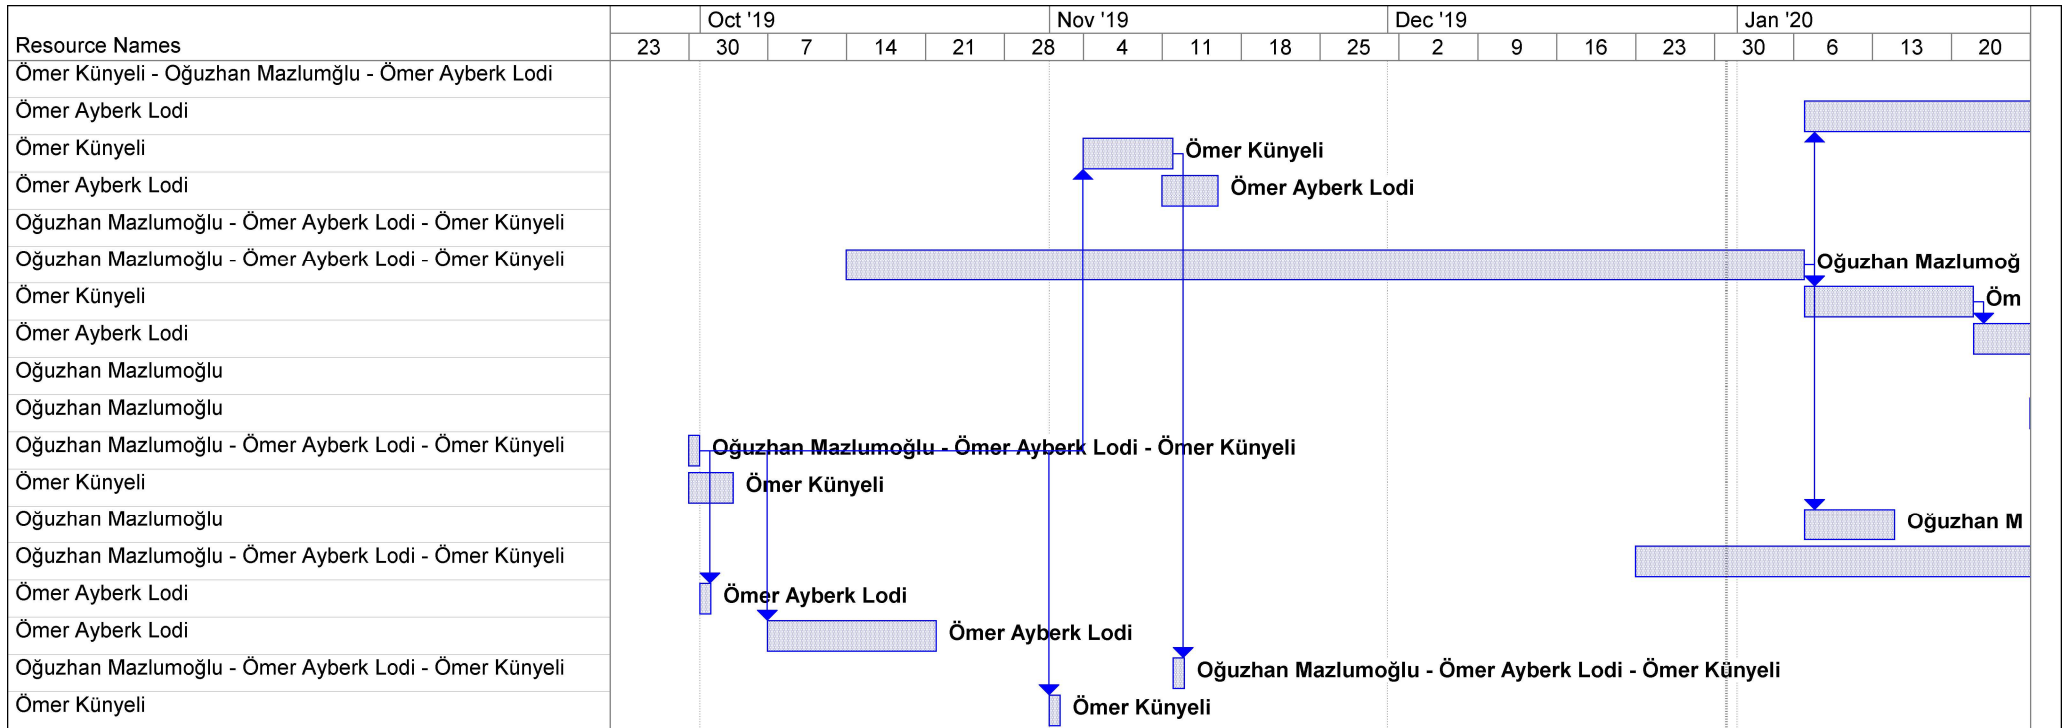 Oct '19 Nov '19 Dec '19 Jan '20
Resource Names 23 30 7 14 21 28 4 11 18 25 2 9 16 23 30 6 13 20
Ömer Künyeli - Oğuzhan Mazlumğlu - Ömer Ayberk Lodi
Ömer Ayberk Lodi
Ömer Künyeli Ömer Künyeli
Ömer Ayberk Lodi Ömer Ayberk Lodi
Oğuzhan Mazlumoğlu - Ömer Ayberk Lodi - Ömer Künyeli
Oğuzhan Mazlumoğlu - Ömer Ayberk Lodi - Ömer Künyeli Oğuzhan Mazlumoğ
Ömer Künyeli Öm
Ömer Ayberk Lodi
Oğuzhan Mazlumoğlu
Oğuzhan Mazlumoğlu
Oğuzhan Mazlumoğlu - Ömer Ayberk Lodi - Ömer Künyeli Oğuzhan Mazlumoğlu - Ömer Ayberk Lodi - Ömer Künyeli
Ömer Künyeli Ömer Künyeli
Oğuzhan Mazlumoğlu Oğuzhan M
Oğuzhan Mazlumoğlu - Ömer Ayberk Lodi - Ömer Künyeli
Ömer Ayberk Lodi Ömer Ayberk Lodi
Ömer Ayberk Lodi Ömer Ayberk Lodi
Oğuzhan Mazlumoğlu - Ömer Ayberk Lodi - Ömer Künyeli Oğuzhan Mazlumoğlu - Ömer Ayberk Lodi - Ömer Künyeli
Ömer Künyeli Ömer Künyeli